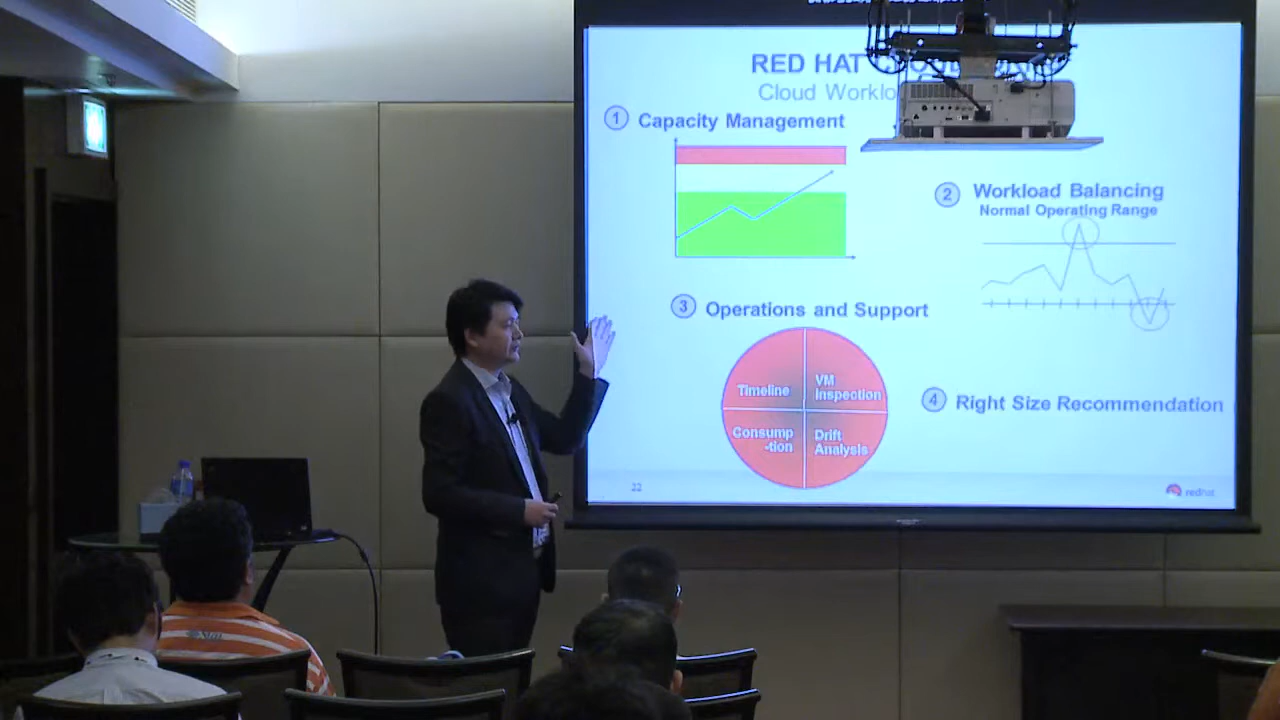 RED HAT
Cloud Worklo
1 Capacity Management
2 Workload Balancing
Normal Operating Range
3 Operations and Support
Timeline
VM
Inspection
Consump
-tion
Drift
Analysis
4 Right Size Recommendation
22
redhat